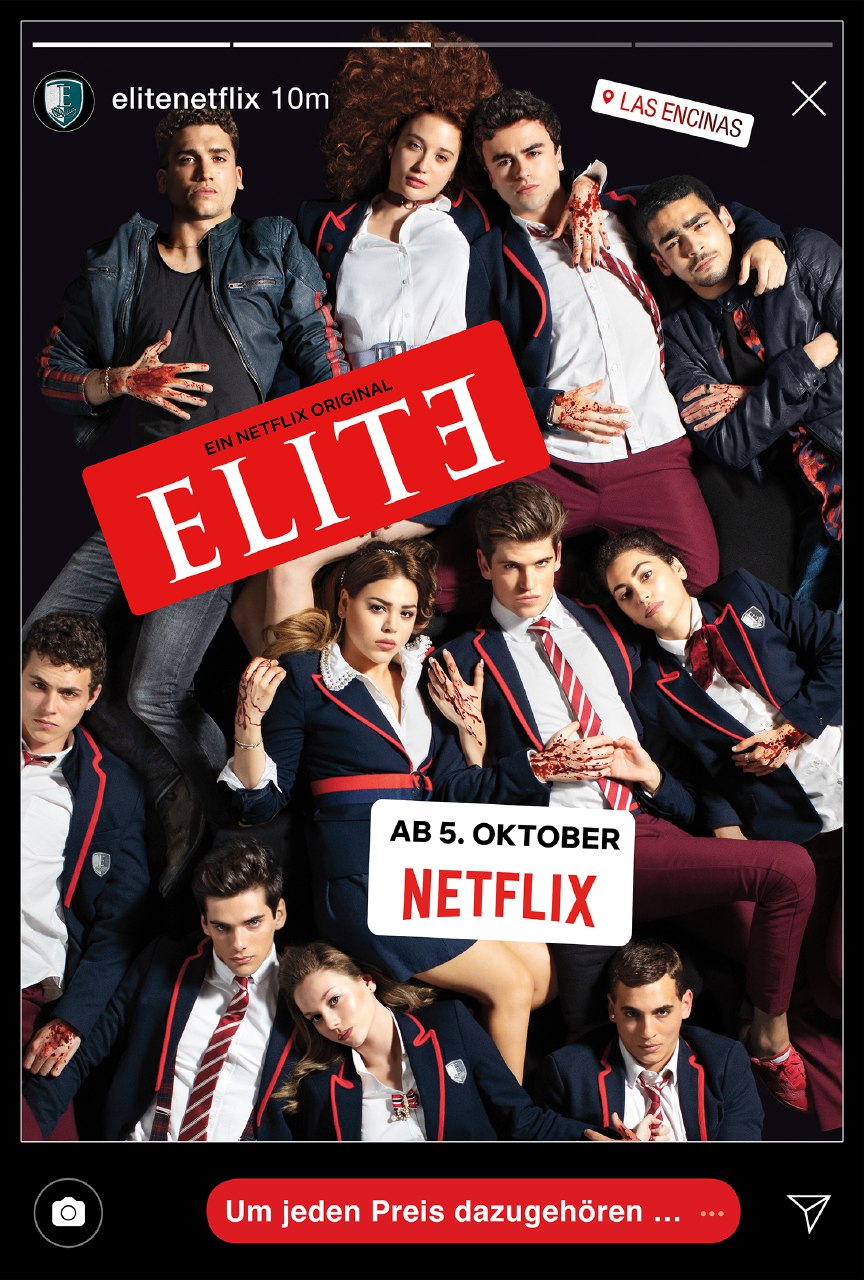 elitenetflix 10m
LAS ENCINAS
EIN NETFLIX ORIGINAL
ELITE
AB 5. OKTOBER
NETFLIX
Um jeden Preis dazugehören ... ...